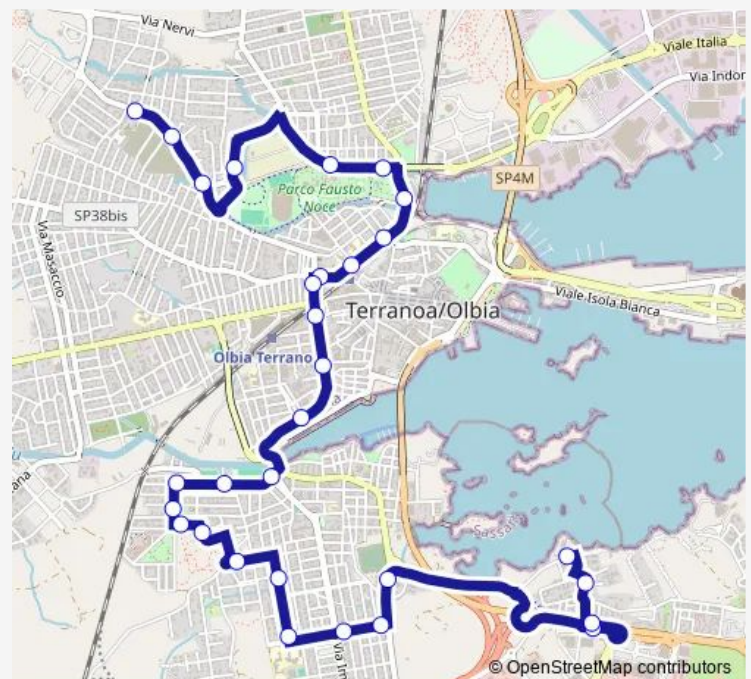 Via Nervi
Viale Italia
Via Indor
SP4M
Parco Fausto
Noce
SP38bis
Via Masaccio
Viale Isola Bianca
Terranoa/Olbia
Olbia Terrano
Sassari
Via Im
© OpenStreetMap contributors